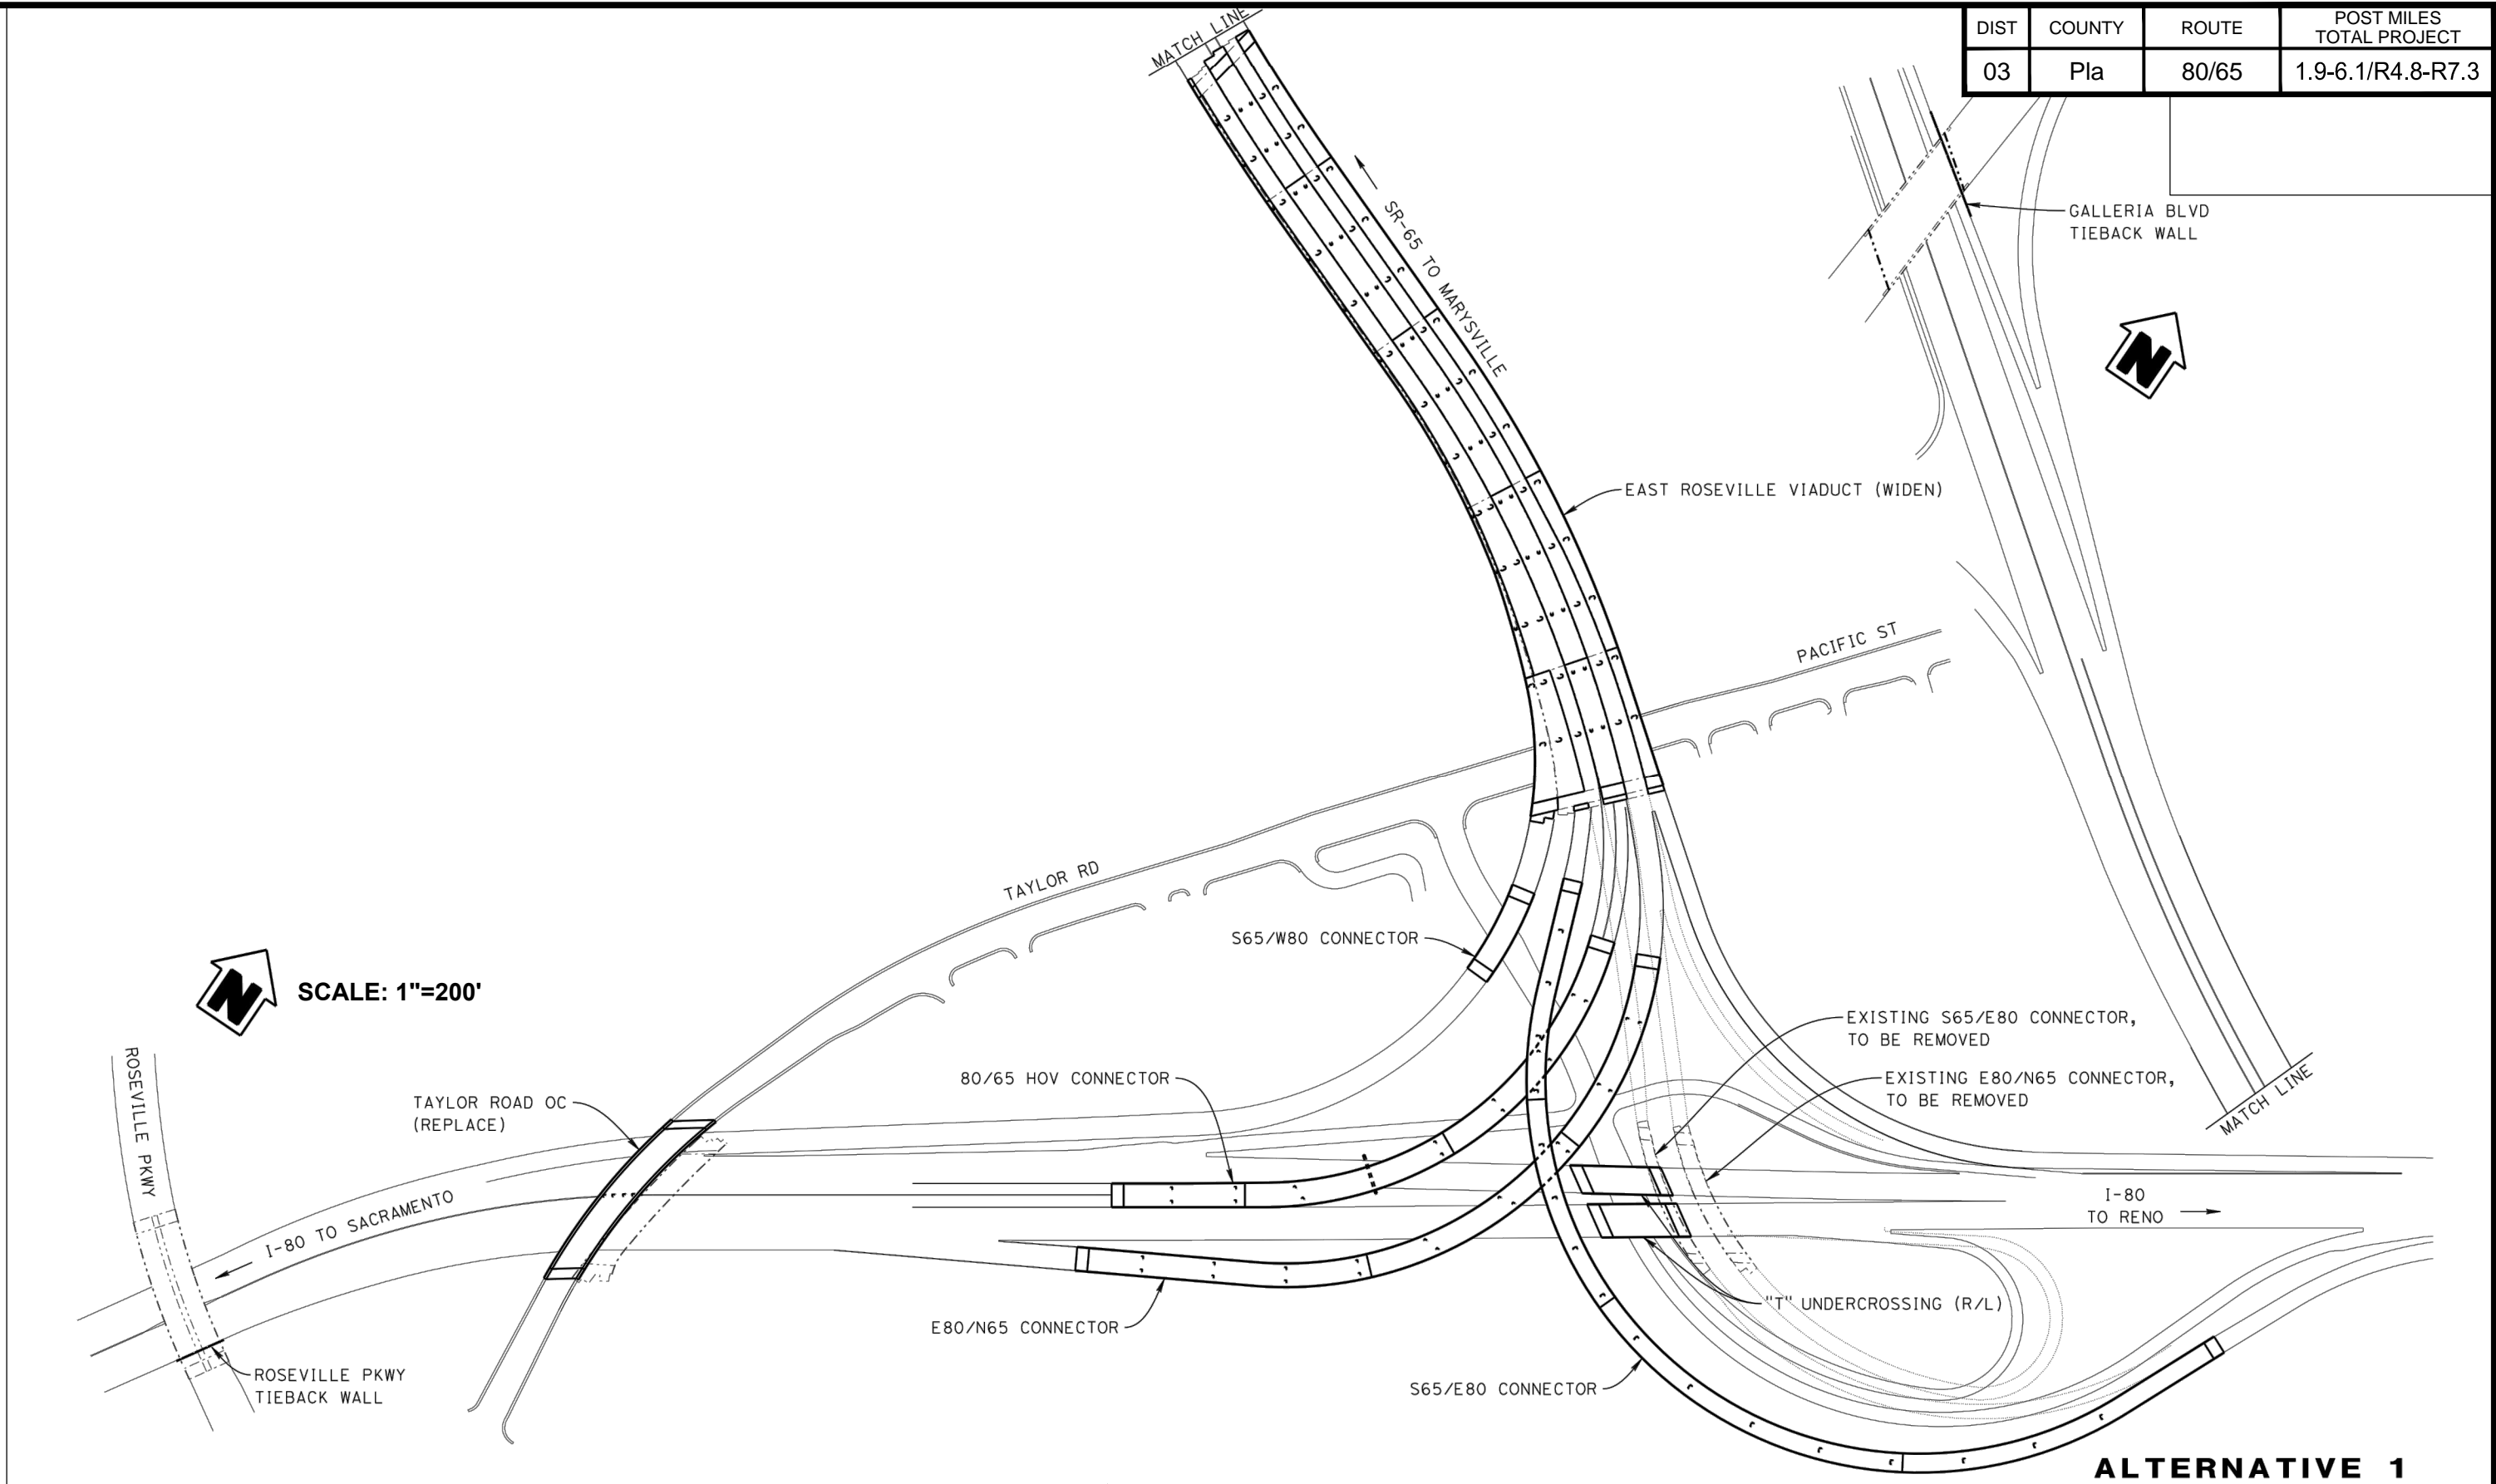 MATCH LINE
DIST COUNTY ROUTE POST MILES
TOTAL PROJECT
03 Pla 80/65 1.9-6.1/R4.8-R7.3
GALLERIA BLVD
TIEBACK WALL
SR-65 TO MARYSVILLE
N
EAST ROSEVILLE VIADUCT (WIDEN)
PACIFIC ST
TAYLOR RD
S65/W80 CONNECTOR
N
SCALE: 1"=200'
EXISTING S65/E80 CONNECTOR,
TO BE REMOVED
80/65 HOV CONNECTOR
EXISTING E80/N65 CONNECTOR,
TO BE REMOVED
MATCH LINE
ROSEVILLE PKWY
TAYLOR ROAD OC
(REPLACE)
I-80 TO SACRAMENTO
I-80
TO RENO
"T" UNDERCROSSING (R/L)
E80/N65 CONNECTOR
ROSEVILLE PKWY
TIEBACK WALL
S65/E80 CONNECTOR
ALTERNATIVE 1